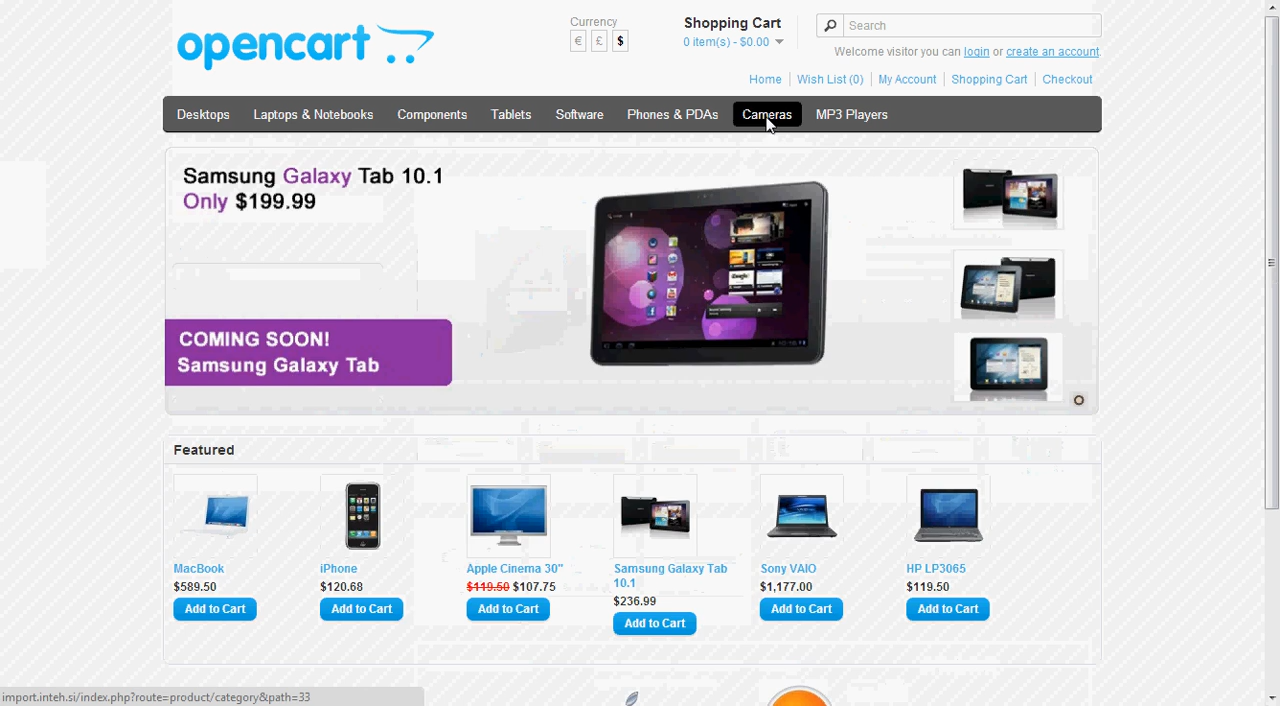 opencart
Currency
€ £ $
Shopping Cart
0 item(s) - $0.00
Search
Welcome visitor you can login or create an account.
Home
Wish List (0)
My Account
Shopping Cart
Checkout
Desktops
Laptops & Notebooks
Components
Tablets
Software
Phones & PDAs
Cameras
MP3 Players
Samsung Galaxy Tab 10.1
Only $199.99
COMING SOON!
Samsung Galaxy Tab
Featured
MacBook
$589.50
Add to Cart
iPhone
$120.68
Add to Cart
Apple Cinema 30"
$119.50 $107.75
Add to Cart
Samsung Galaxy Tab
10.1
$236.99
Add to Cart
Sony VAIO
$1,177.00
Add to Cart
HP LP3065
$119.50
Add to Cart
import.inteh.si/index.php?route=product/category&path=33